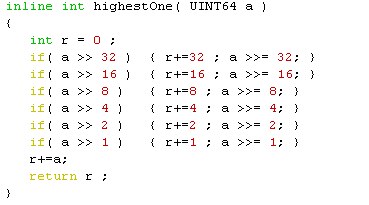 inline int highestOne( UINT64 a )
{
int r = 0 ;
if( a >> 32 ) { r+=32 ; a >>= 32; }
if( a >> 16 ) { r+=16 ; a >>= 16; }
if( a >> 8 ) { r+=8 ; a >>= 8; }
if( a >> 4 ) { r+=4 ; a >>= 4; }
if( a >> 2 ) { r+=2 ; a >>= 2; }
if( a >> 1 ) { r+=1 ; a >>= 1; }
r+=a;
return r ;
}